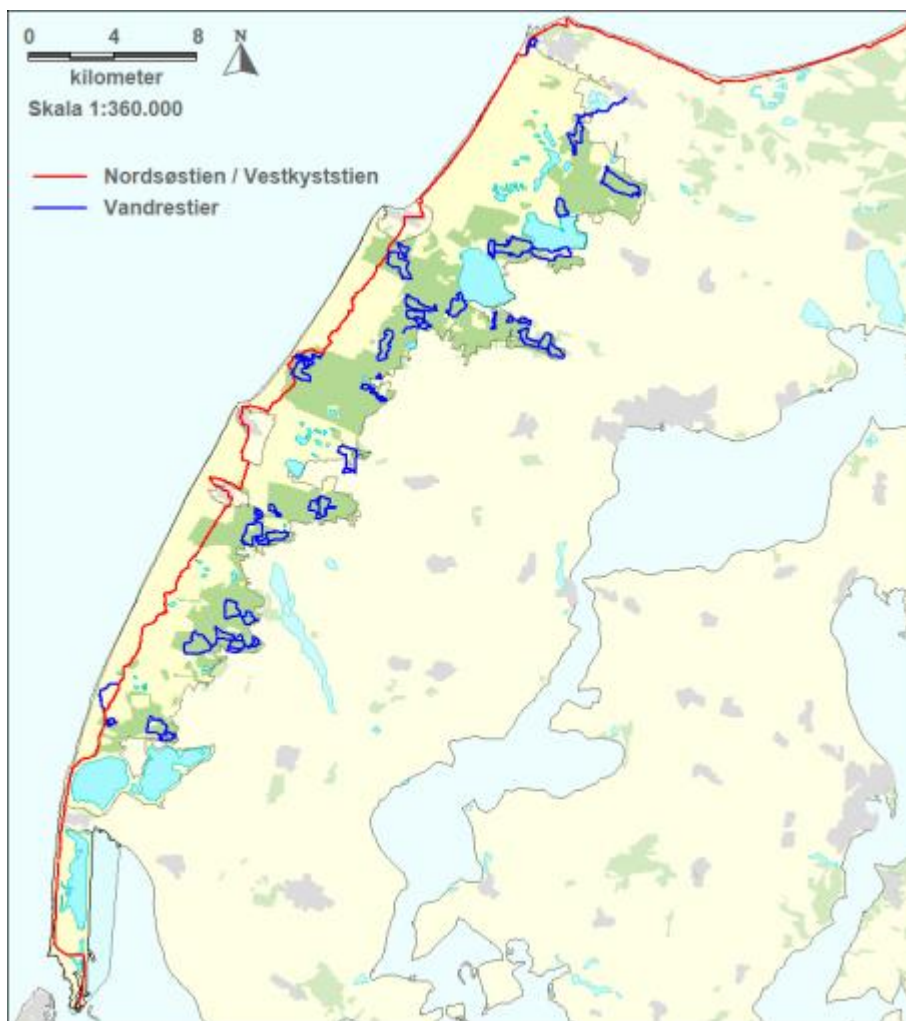 0 4 8
N
kilometer
Skala 1:360.000
Nordsøstien / Vestkyststien
Vandrestier